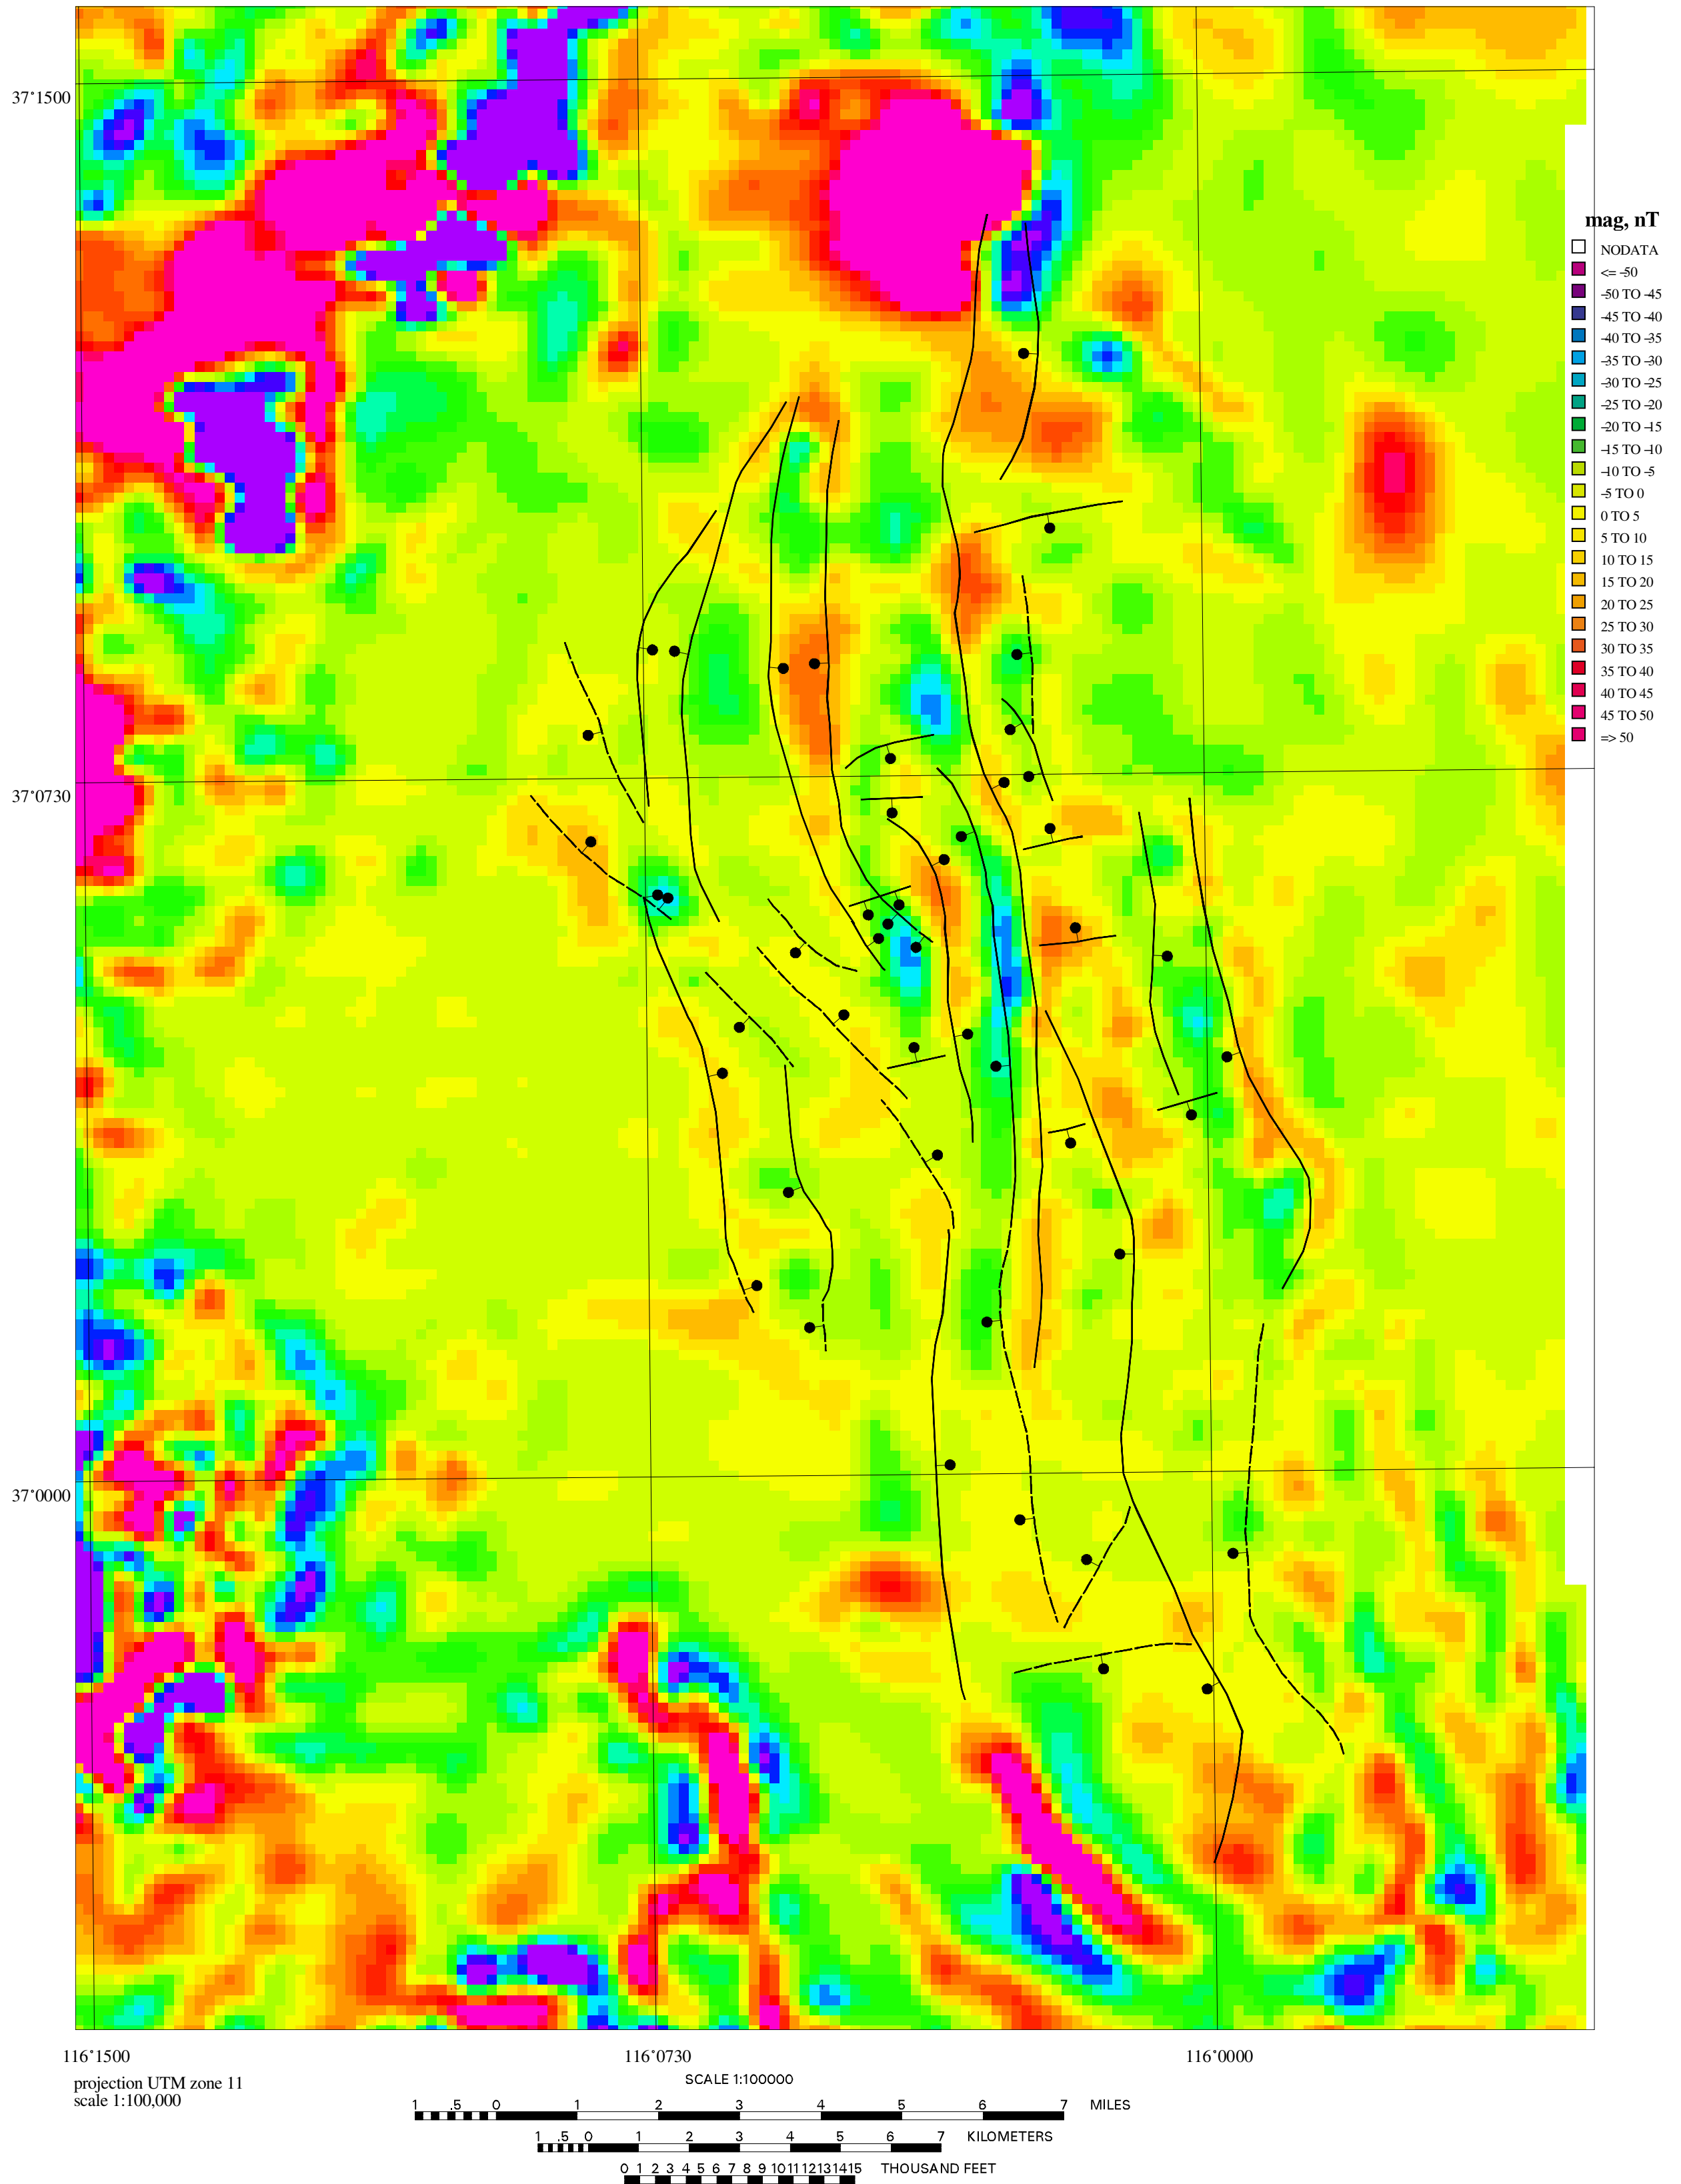 37°1500
mag, nT
NODATA
<= -50
-50 TO -45
-45 TO -40
-40 TO -35
-35 TO -30
-30 TO -25
-25 TO -20
-20 TO -15
-15 TO -10
-10 TO -5
-5 TO 0
0 TO 5
5 TO 10
10 TO 15
15 TO 20
20 TO 25
25 TO 30
30 TO 35
35 TO 40
40 TO 45
45 TO 50
=> 50
37°0730
37°0000
116°1500 116°0730 116°0000
projection UTM zone 11
scale 1:100,000
SCALE 1:100000
1 .5 0 1 2 3 4 5 6 7 MILES
1 .5 0 1 2 3 4 5 6 7 KILOMETERS
0 1 2 3 4 5 6 7 8 9 10 11 12 13 14 15 THOUSAND FEET